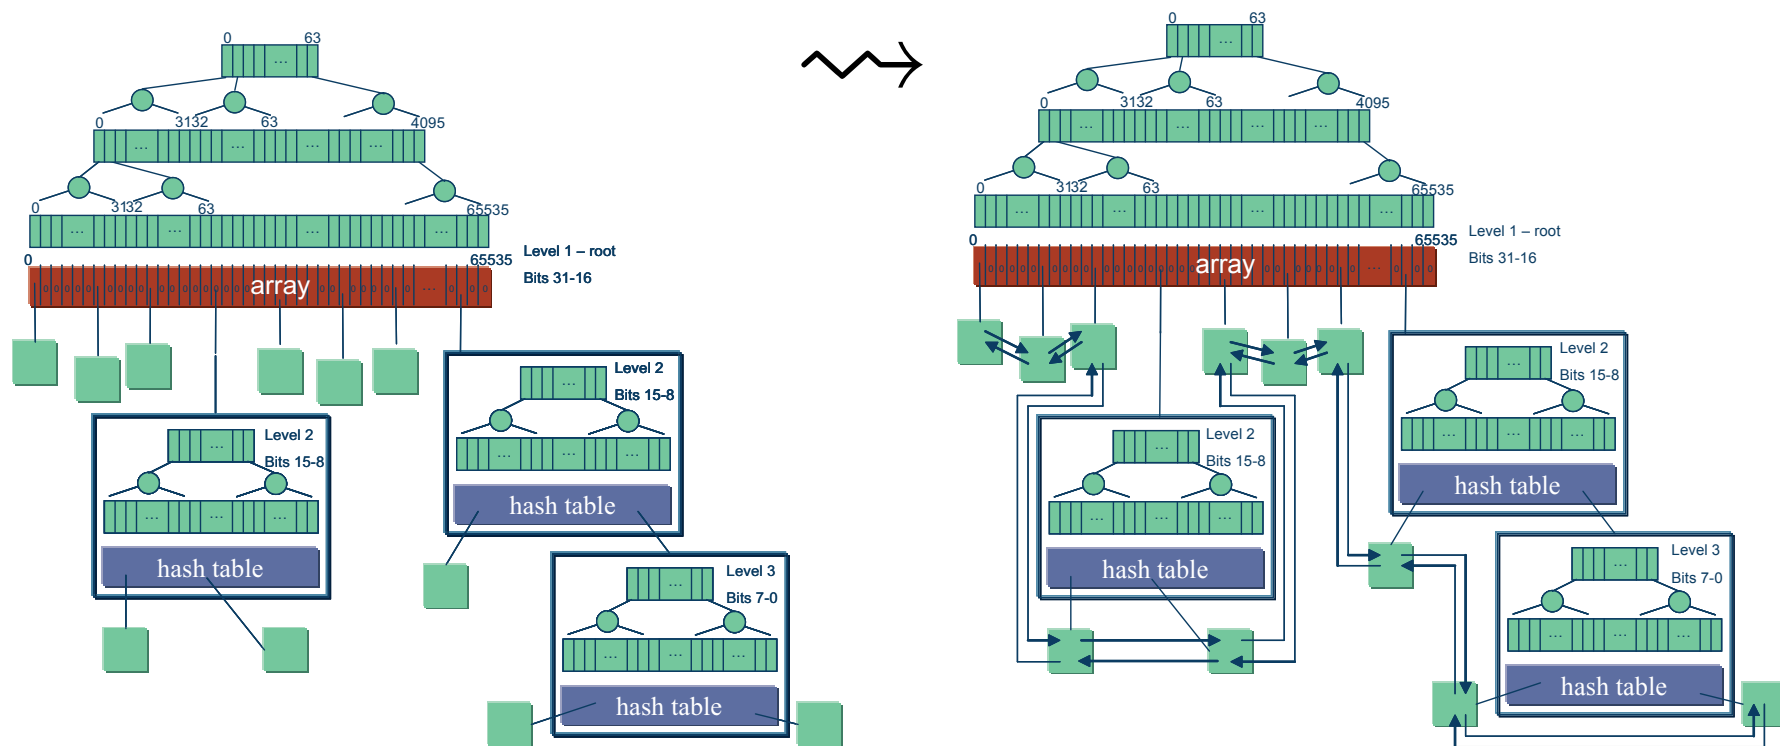 0 63
...
0 3132 63 4095
... ... ... ...
0 3132 63 65535
... ... ... ...
Level 1 – root
0 65535
Bits 31-16
array
...
Level 2
Bits 15-8
...
... ... ...
hash table
Level 2
Bits 15-8
...
... ... ...
hash table
Level 3
Bits 7-0
...
... ... ...
hash table
0 63
...
0 3132 63 4095
... ... ... ...
0 3132 63 65535
... ... ... ...
Level 1 – root
0 65535
Bits 31-16
array
...
Level 2
Bits 15-8
...
... ... ...
hash table
Level 2
Bits 15-8
...
... ... ...
hash table
Level 3
Bits 7-0
...
... ... ...
hash table